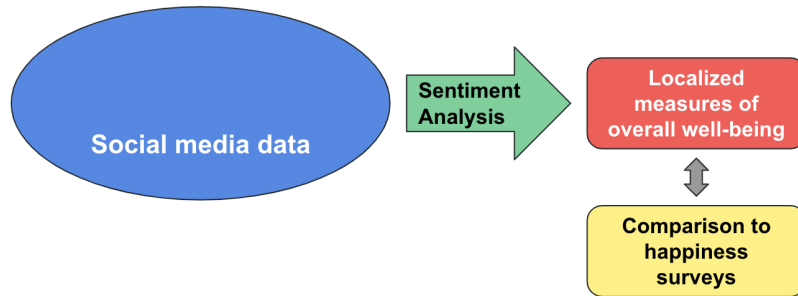 Social media data
Sentiment
Analysis
Localized
measures of
overall well-being
Comparison to
happiness
surveys